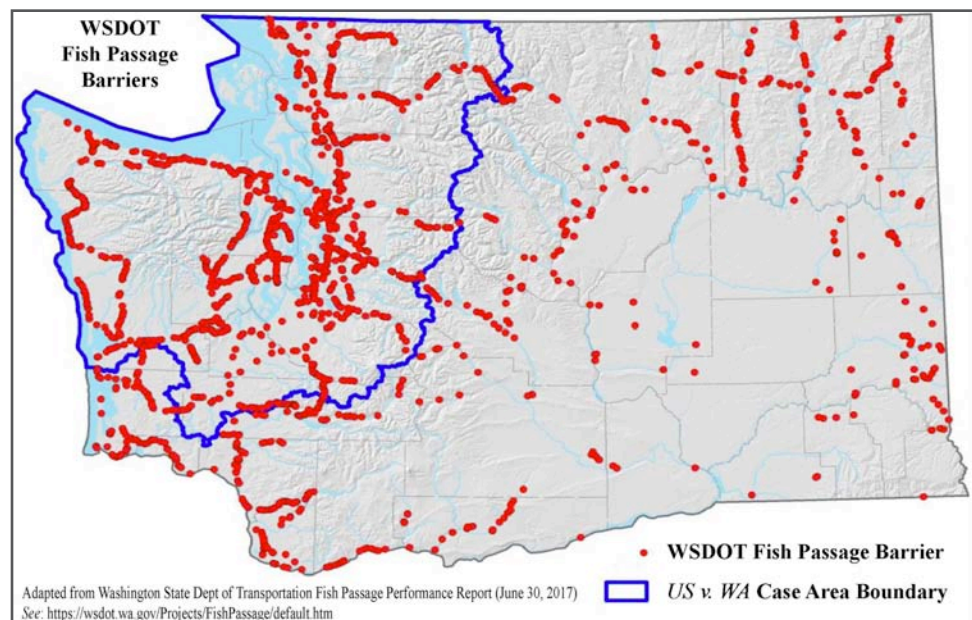 WSDOT
Fish Passage
Barriers
WSDOT Fish Passage Barrier
US v. WA Case Area Boundary
Adapted from Washington State Dept of Transportation Fish Passage Performance Report (June 30, 2017)
See: https://wsdot.wa.gov/Projects/FishPassage/default.htm